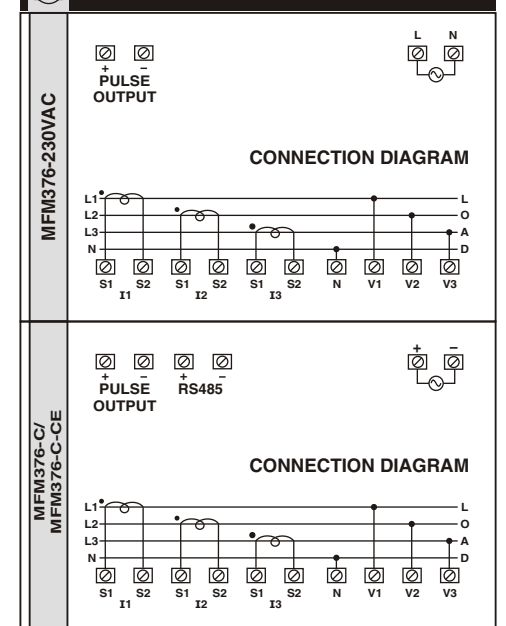 MFM376-230VAC
L N
+ –
PULSE
OUTPUT
CONNECTION DIAGRAM
L1 L
L2 O
L3 A
N D
S1 S2 S1 S2 S1 S2 N V1 V2 V3
I1 I2 I3
MFM376-C/
MFM376-C-CE
+ –
+ – + –
PULSE RS485
OUTPUT
CONNECTION DIAGRAM
L1 L
L2 O
L3 A
N D
S1 S2 S1 S2 S1 S2 N V1 V2 V3
I1 I2 I3